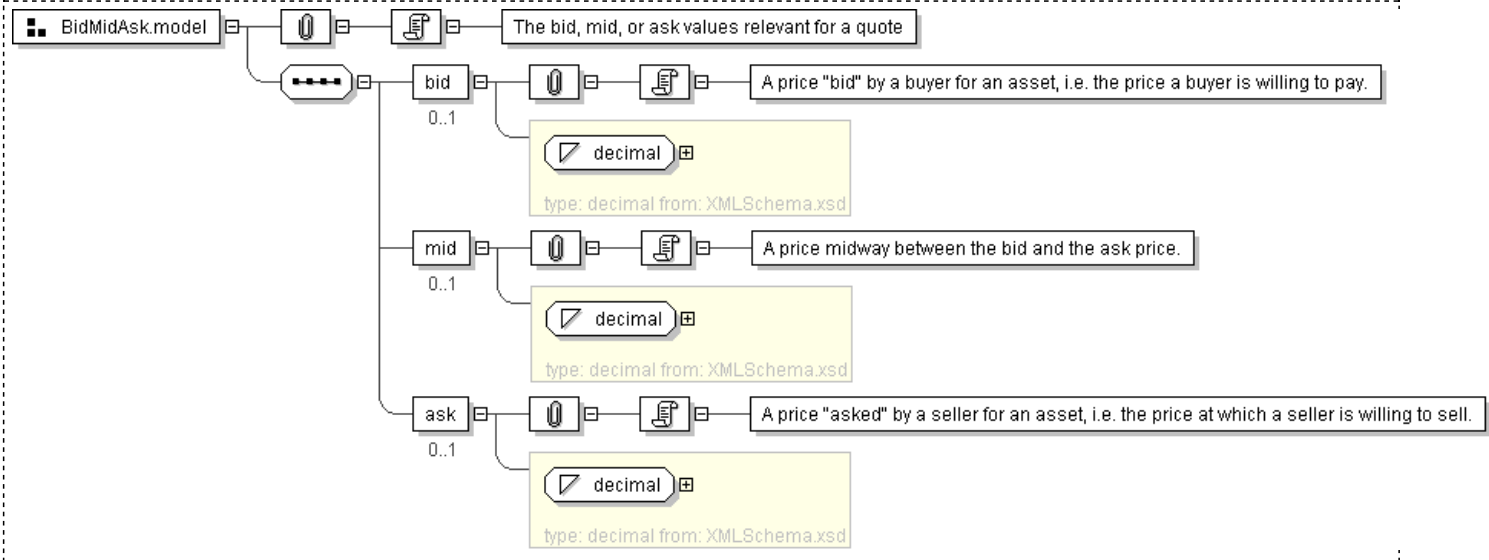 BidMidAsk.model
The bid, mid, or ask values relevant for a quote
bid
A price "bid" by a buyer for an asset, i.e. the price a buyer is willing to pay.
0..1
decimal
type: decimal from: XMLSchema.xsd
mid
A price midway between the bid and the ask price.
0..1
decimal
type: decimal from: XMLSchema.xsd
ask
A price "asked" by a seller for an asset, i.e. the price at which a seller is willing to sell.
0..1
decimal
type: decimal from: XMLSchema.xsd